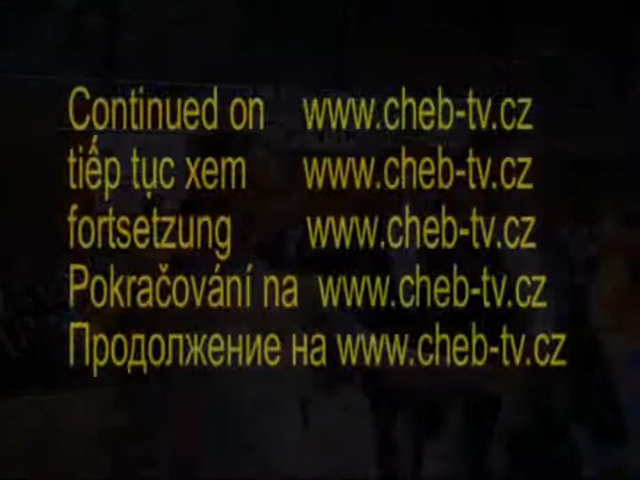 Continued on www.cheb-tv.cz
tiếp tục xem www.cheb-tv.cz
fortsetzung www.cheb-tv.cz
Pokračování na www.cheb-tv.cz
Продолжение на www.cheb-tv.cz